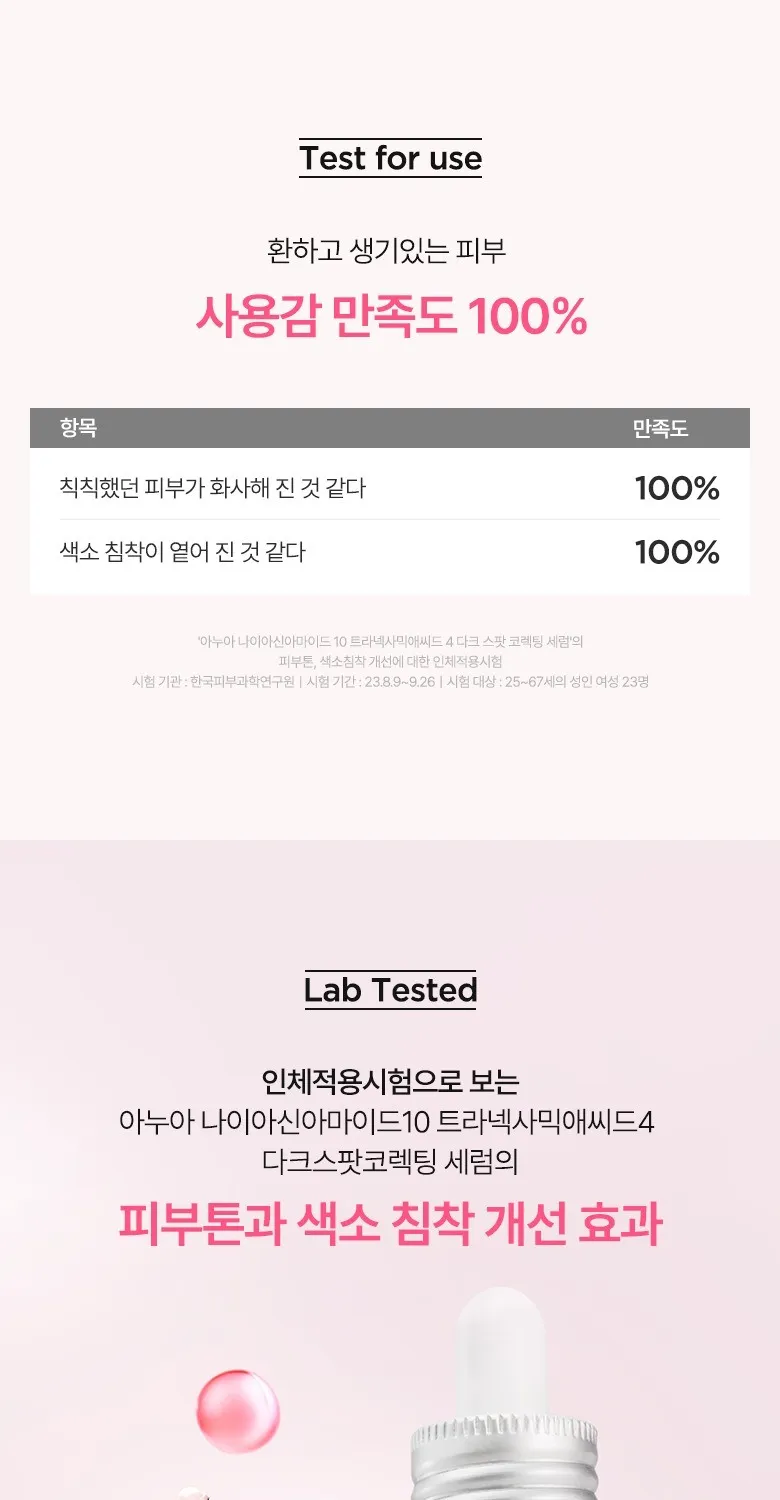 Test for use
환하고 생기있는 피부
사용감 만족도 100%
항목 만족도
칙칙했던 피부가 화사해 진 것 같다 100%
색소 침착이 옅어 진 것 같다 100%
'아누아 나이아신아마이드 10 트라넥사믹애씨드 4 다크 스팟 코렉팅 세럼'의
피부톤, 색소침착 개선에 대한 인체적용시험
시험 기관 : 한국피부과학연구원 | 시험 기간 : 23.8.9~9.26 | 시험 대상 : 25~67세의 성인 여성 23명
Lab Tested
인체적용시험으로 보는
아누아 나이아신아마이드10 트라넥사믹애씨드4
다크스팟코렉팅 세럼의
피부톤과 색소 침착 개선 효과